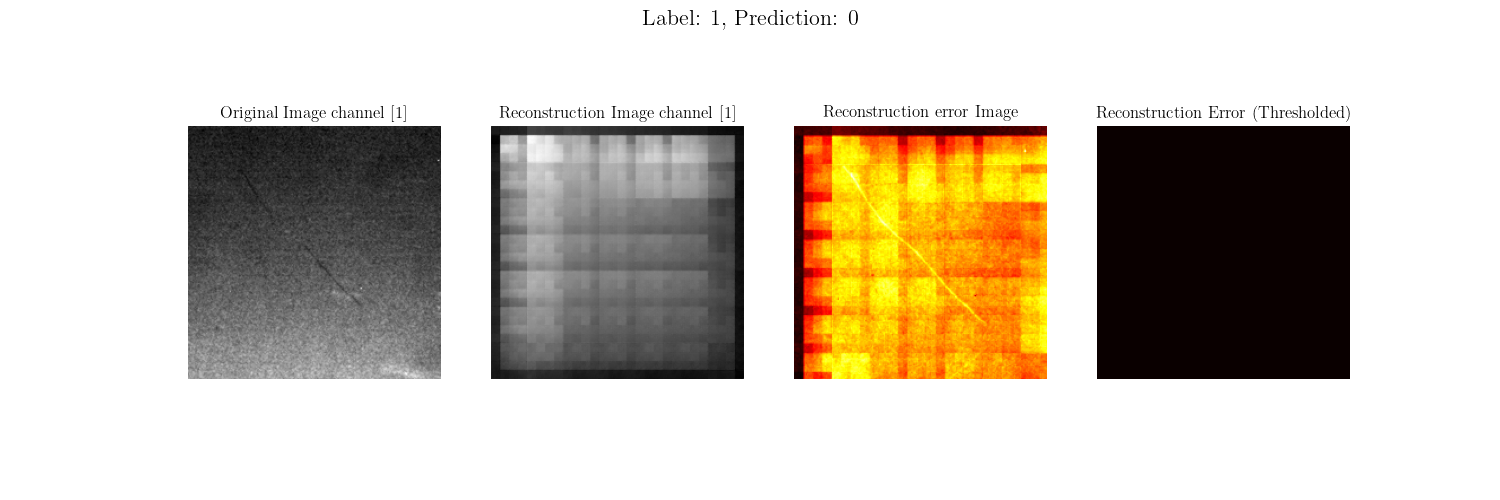 Label: 1, Prediction: 0
Original Image channel [1]
Reconstruction Image channel [1]
Reconstruction error Image
Reconstruction Error (Thresholded)